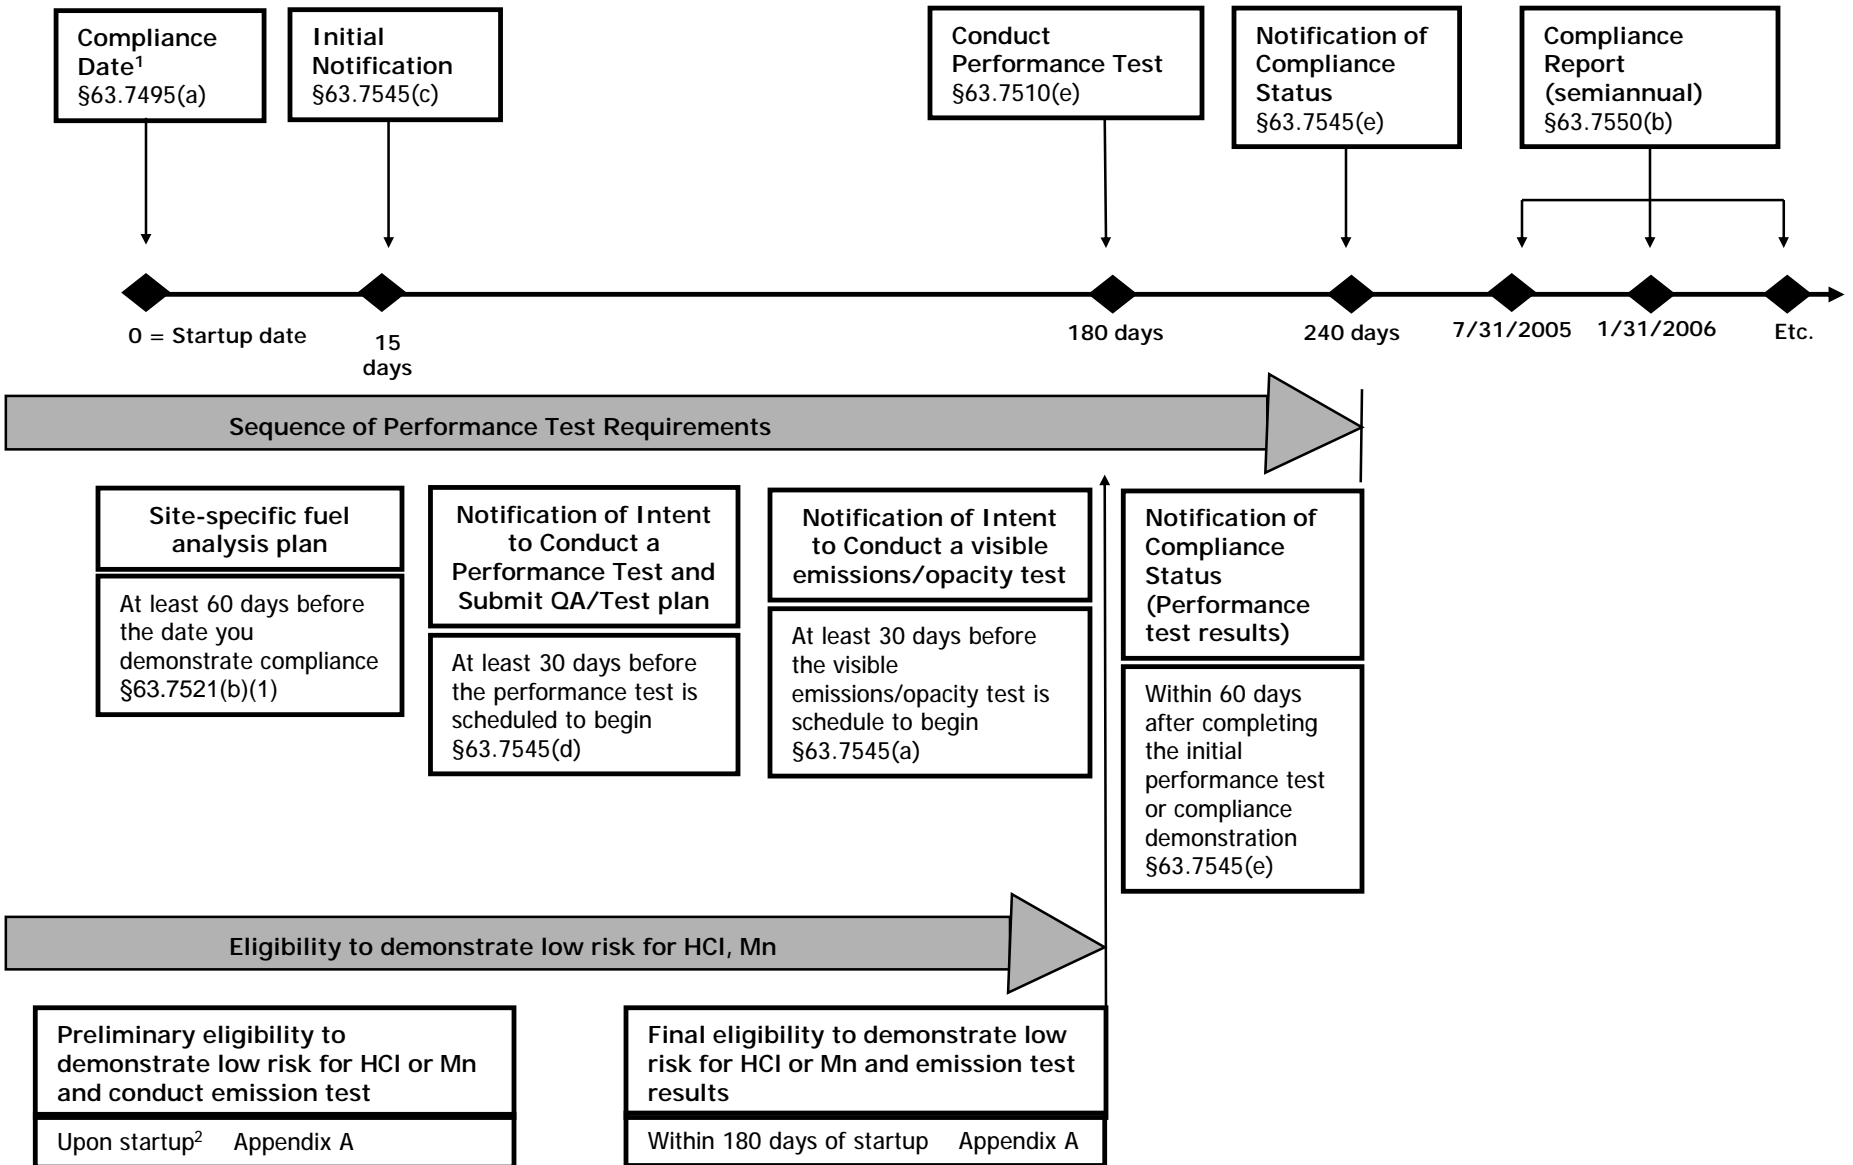 Compliance
Date¹
§63.7495(a)
Initial
Notification
§63.7545(c)
Conduct
Performance Test
§63.7510(e)
Notification of
Compliance
Status
§63.7545(e)
Compliance
Report
(semiannual)
§63.7550(b)
0 = Startup date
15
days
180 days
240 days
7/31/2005
1/31/2006
Etc.
Sequence of Performance Test Requirements
Site-specific fuel
analysis plan
At least 60 days before
the date you
demonstrate compliance
§63.7521(b)(1)
Notification of Intent
to Conduct a
Performance Test and
Submit QA/Test plan
At least 30 days before
the performance test is
scheduled to begin
§63.7545(d)
Notification of Intent
to Conduct a visible
emissions/opacity test
At least 30 days before
the visible
emissions/opacity test is
schedule to begin
§63.7545(a)
Notification of
Compliance
Status
(Performance
test results)
Within 60 days
after completing
the initial
performance test
or compliance
demonstration
§63.7545(e)
Eligibility to demonstrate low risk for HCl, Mn
Preliminary eligibility to
demonstrate low risk for HCl or Mn
and conduct emission test
Upon startup² Appendix A
Final eligibility to demonstrate low
risk for HCl or Mn and emission test
results
Within 180 days of startup Appendix A